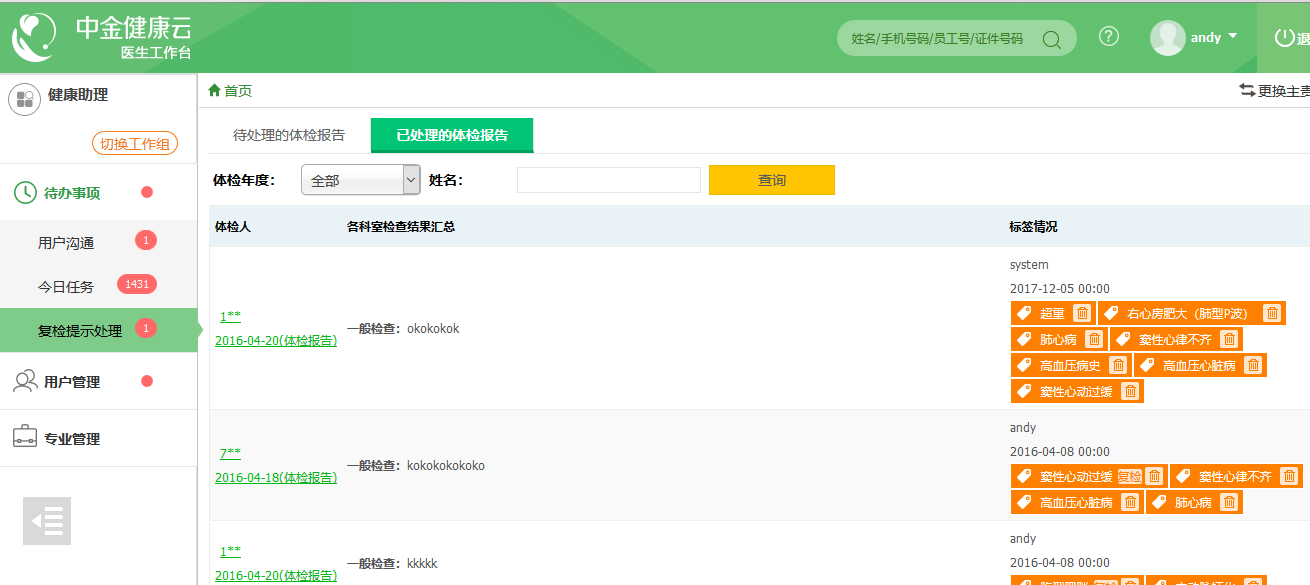 中金健康云
医生工作台
姓名/手机号码/员工号/证件号码
andy
退
健康助理
切换工作组
待办事项
用户沟通 1
今日任务 1431
复检提示处理 1
用户管理
专业管理
首页
更换主责
待处理的体检报告 已处理的体检报告
体检年度： 全部 姓名： 查询
体检人 各科室检查结果汇总 标签情况
1**
2016-04-20(体检报告)
一般检查：okokokok
system
2017-12-05 00:00
超重 右心房肥大（肺型P波）
肺心病 窦性心律不齐
高血压病史 高血压心脏病
窦性心动过缓
7**
2016-04-18(体检报告)
一般检查：kokokokokoko
andy
2016-04-08 00:00
窦性心动过缓 复检 窦性心律不齐
高血压心脏病 肺心病
1**
2016-04-20(体检报告)
一般检查：kkkkk
andy
2016-04-08 00:00